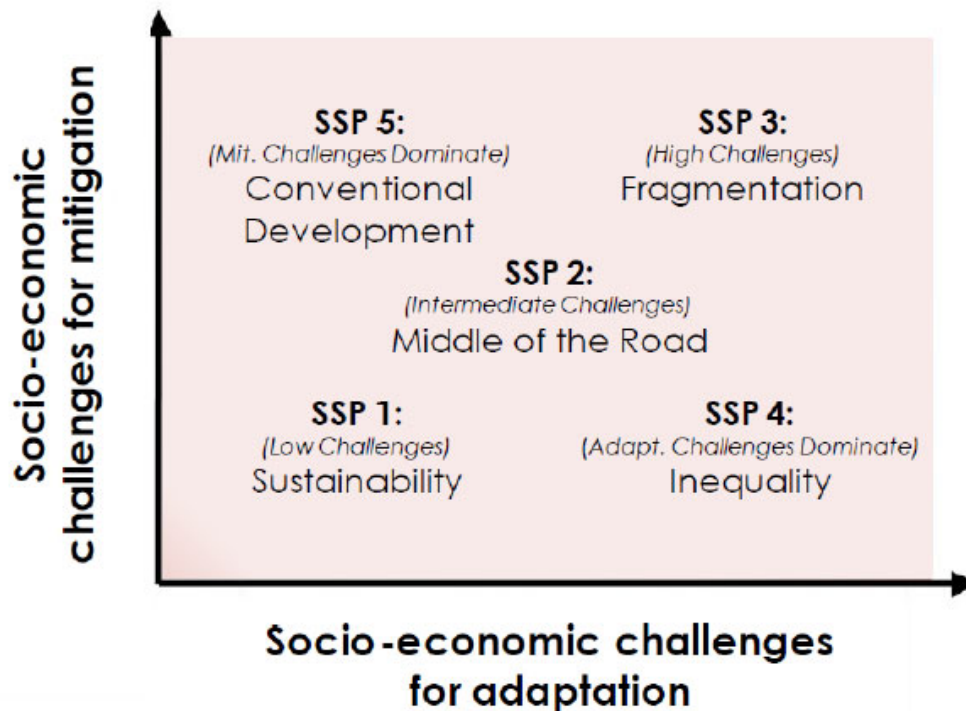 Socio-economic
challenges for mitigation
SSP 5:
(Mit. Challenges Dominate)
Conventional
Development
SSP 3:
(High Challenges)
Fragmentation
SSP 2:
(Intermediate Challenges)
Middle of the Road
SSP 1:
(Low Challenges)
Sustainability
SSP 4:
(Adapt. Challenges Dominate)
Inequality
Socio-economic challenges
for adaptation